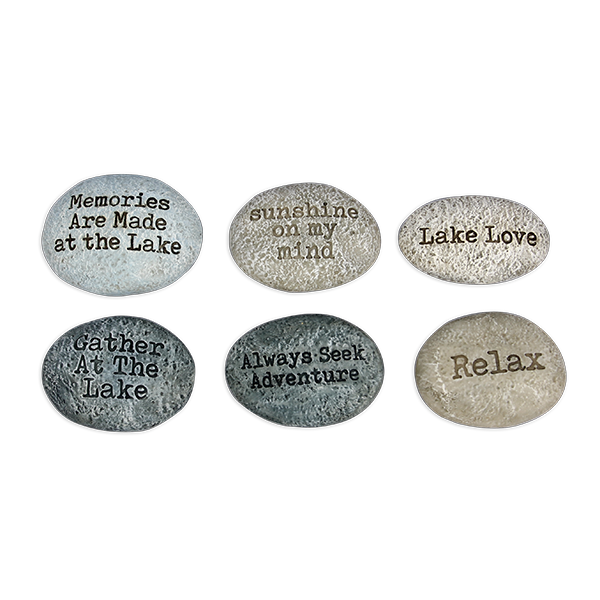 Memories
Are Made
at the Lake
sunshine
on my
mind
Lake Love
Gather
At The
Lake
Always Seek
Adventure
Relax